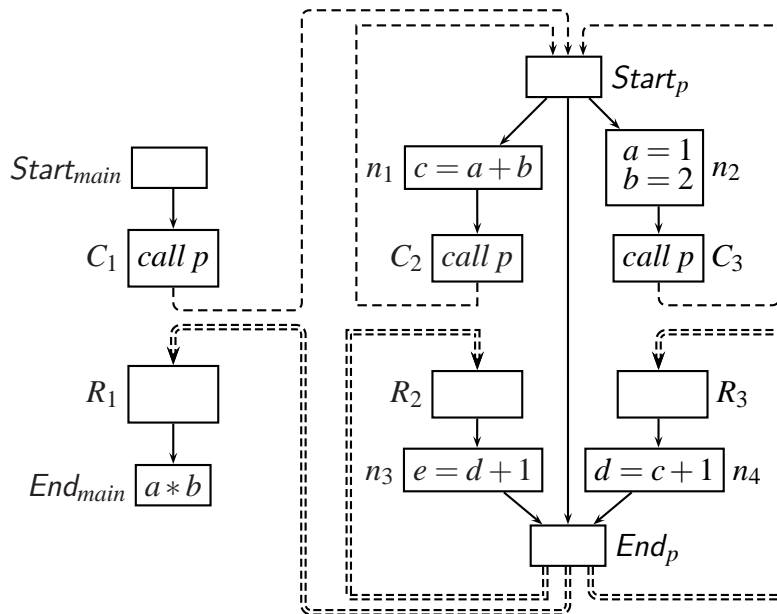 Start_p
Start_main
n_1
c = a + b
a = 1
b = 2
n_2
C_1
call p
C_2
call p
call p
C_3
R_1
R_2
R_3
End_main
a * b
n_3
e = d + 1
d = c + 1
n_4
End_p